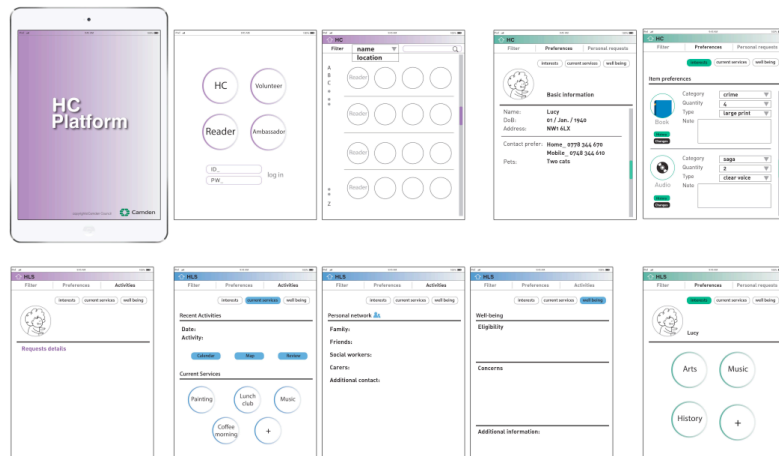 HC
Platform
Camden
HC
Volunteer
Reader
Ambassador
ID_
PW_
log in
HC
Filter
name
location
A
B
C
Z
Reader
Reader
Reader
Reader
HC
Filter
Preferences
Personal requests
interests
current services
well being
Basic information
Name:
Lucy
DoB:
01 / Jan. / 1940
Address:
NW1 6LX
Contact prefer:
Home_ 0778 344 670
Mobile_ 0748 344 610
Pets:
Two cats
HC
Filter
Preferences
Personal requests
interests
current services
well being
Item preferences
Book
Category
crime
Quantity
4
Type
large print
Note
Audio
Category
saga
Quantity
2
Type
clear voice
Note
HLS
Filter
Preferences
Activities
interests
current services
well being
Requests details
HLS
Filter
Preferences
Activities
interests
current services
well being
Recent Activities
Date:
Activity:
Calendar
Map
Review
Current Services
Painting
Lunch
club
Music
Coffee
morning
+
HLS
Filter
Preferences
Activities
interests
current services
well being
Personal network
Family:
Friends:
Social workers:
Carers:
Additional contact:
HLS
Filter
Preferences
Activities
interests
current services
well being
Well-being
Eligibility
Concerns
Additional information:
HLS
Filter
Preferences
Personal requests
interests
current services
well being
Lucy
Arts
Music
History
+